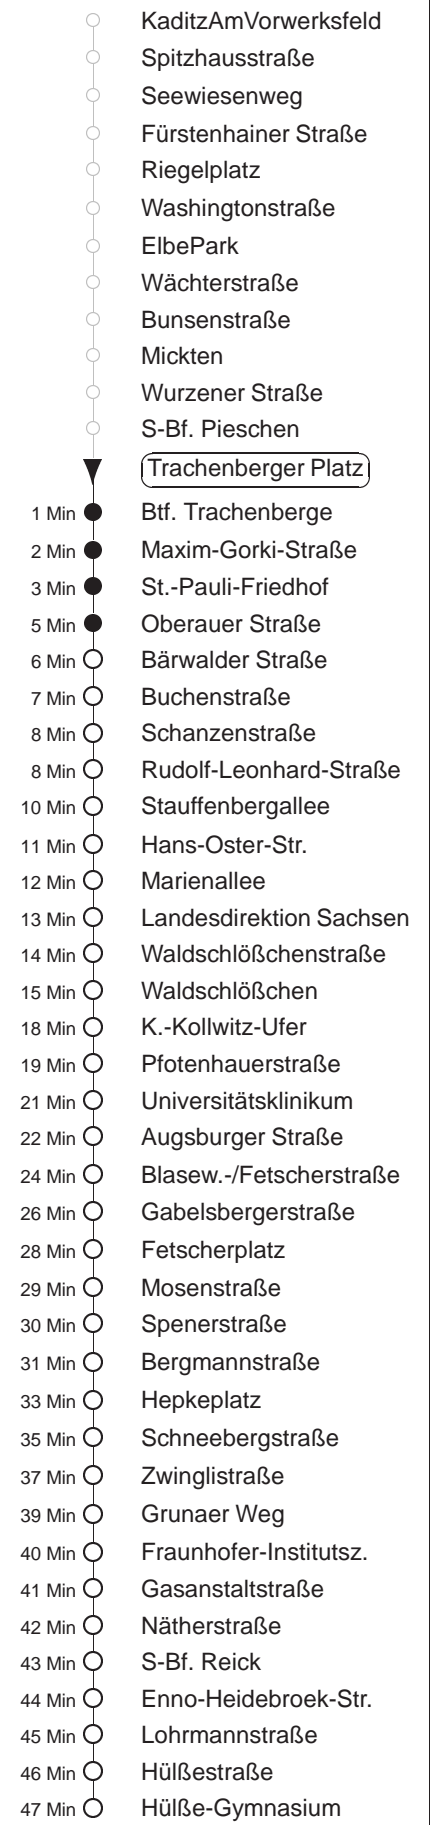 KaditzAmVorwerksfeld
Spitzhausstraße
Seewiesenweg
Fürstenhainer Straße
Riegelplatz
Washingtonstraße
ElbePark
Wächterstraße
Bunsenstraße
Mickten
Wurzener Straße
S-Bf. Pieschen
Trachenberger Platz
1 Min Btf. Trachenberge
2 Min Maxim-Gorki-Straße
3 Min St.-Pauli-Friedhof
5 Min Oberauer Straße
6 Min Bärwalder Straße
7 Min Buchenstraße
8 Min Schanzenstraße
8 Min Rudolf-Leonhard-Straße
10 Min Stauffenbergallee
11 Min Hans-Oster-Str.
12 Min Marienallee
13 Min Landesdirektion Sachsen
14 Min Waldschlößchenstraße
15 Min Waldschlößchen
18 Min K.-Kollwitz-Ufer
19 Min Pfotenhauerstraße
21 Min Universitätsklinikum
22 Min Augsburger Straße
24 Min Blasew.-/Fetscherstraße
26 Min Gabelsbergerstraße
28 Min Fetscherplatz
29 Min Mosenstraße
30 Min Spenerstraße
31 Min Bergmannstraße
33 Min Hepkeplatz
35 Min Schneebergstraße
37 Min Zwinglistraße
39 Min Grunaer Weg
40 Min Fraunhofer-Institutsz.
41 Min Gasanstaltstraße
42 Min Nätherstraße
43 Min S-Bf. Reick
44 Min Enno-Heidebroek-Str.
45 Min Lohrmannstraße
46 Min Hülßestraße
47 Min Hülße-Gymnasium